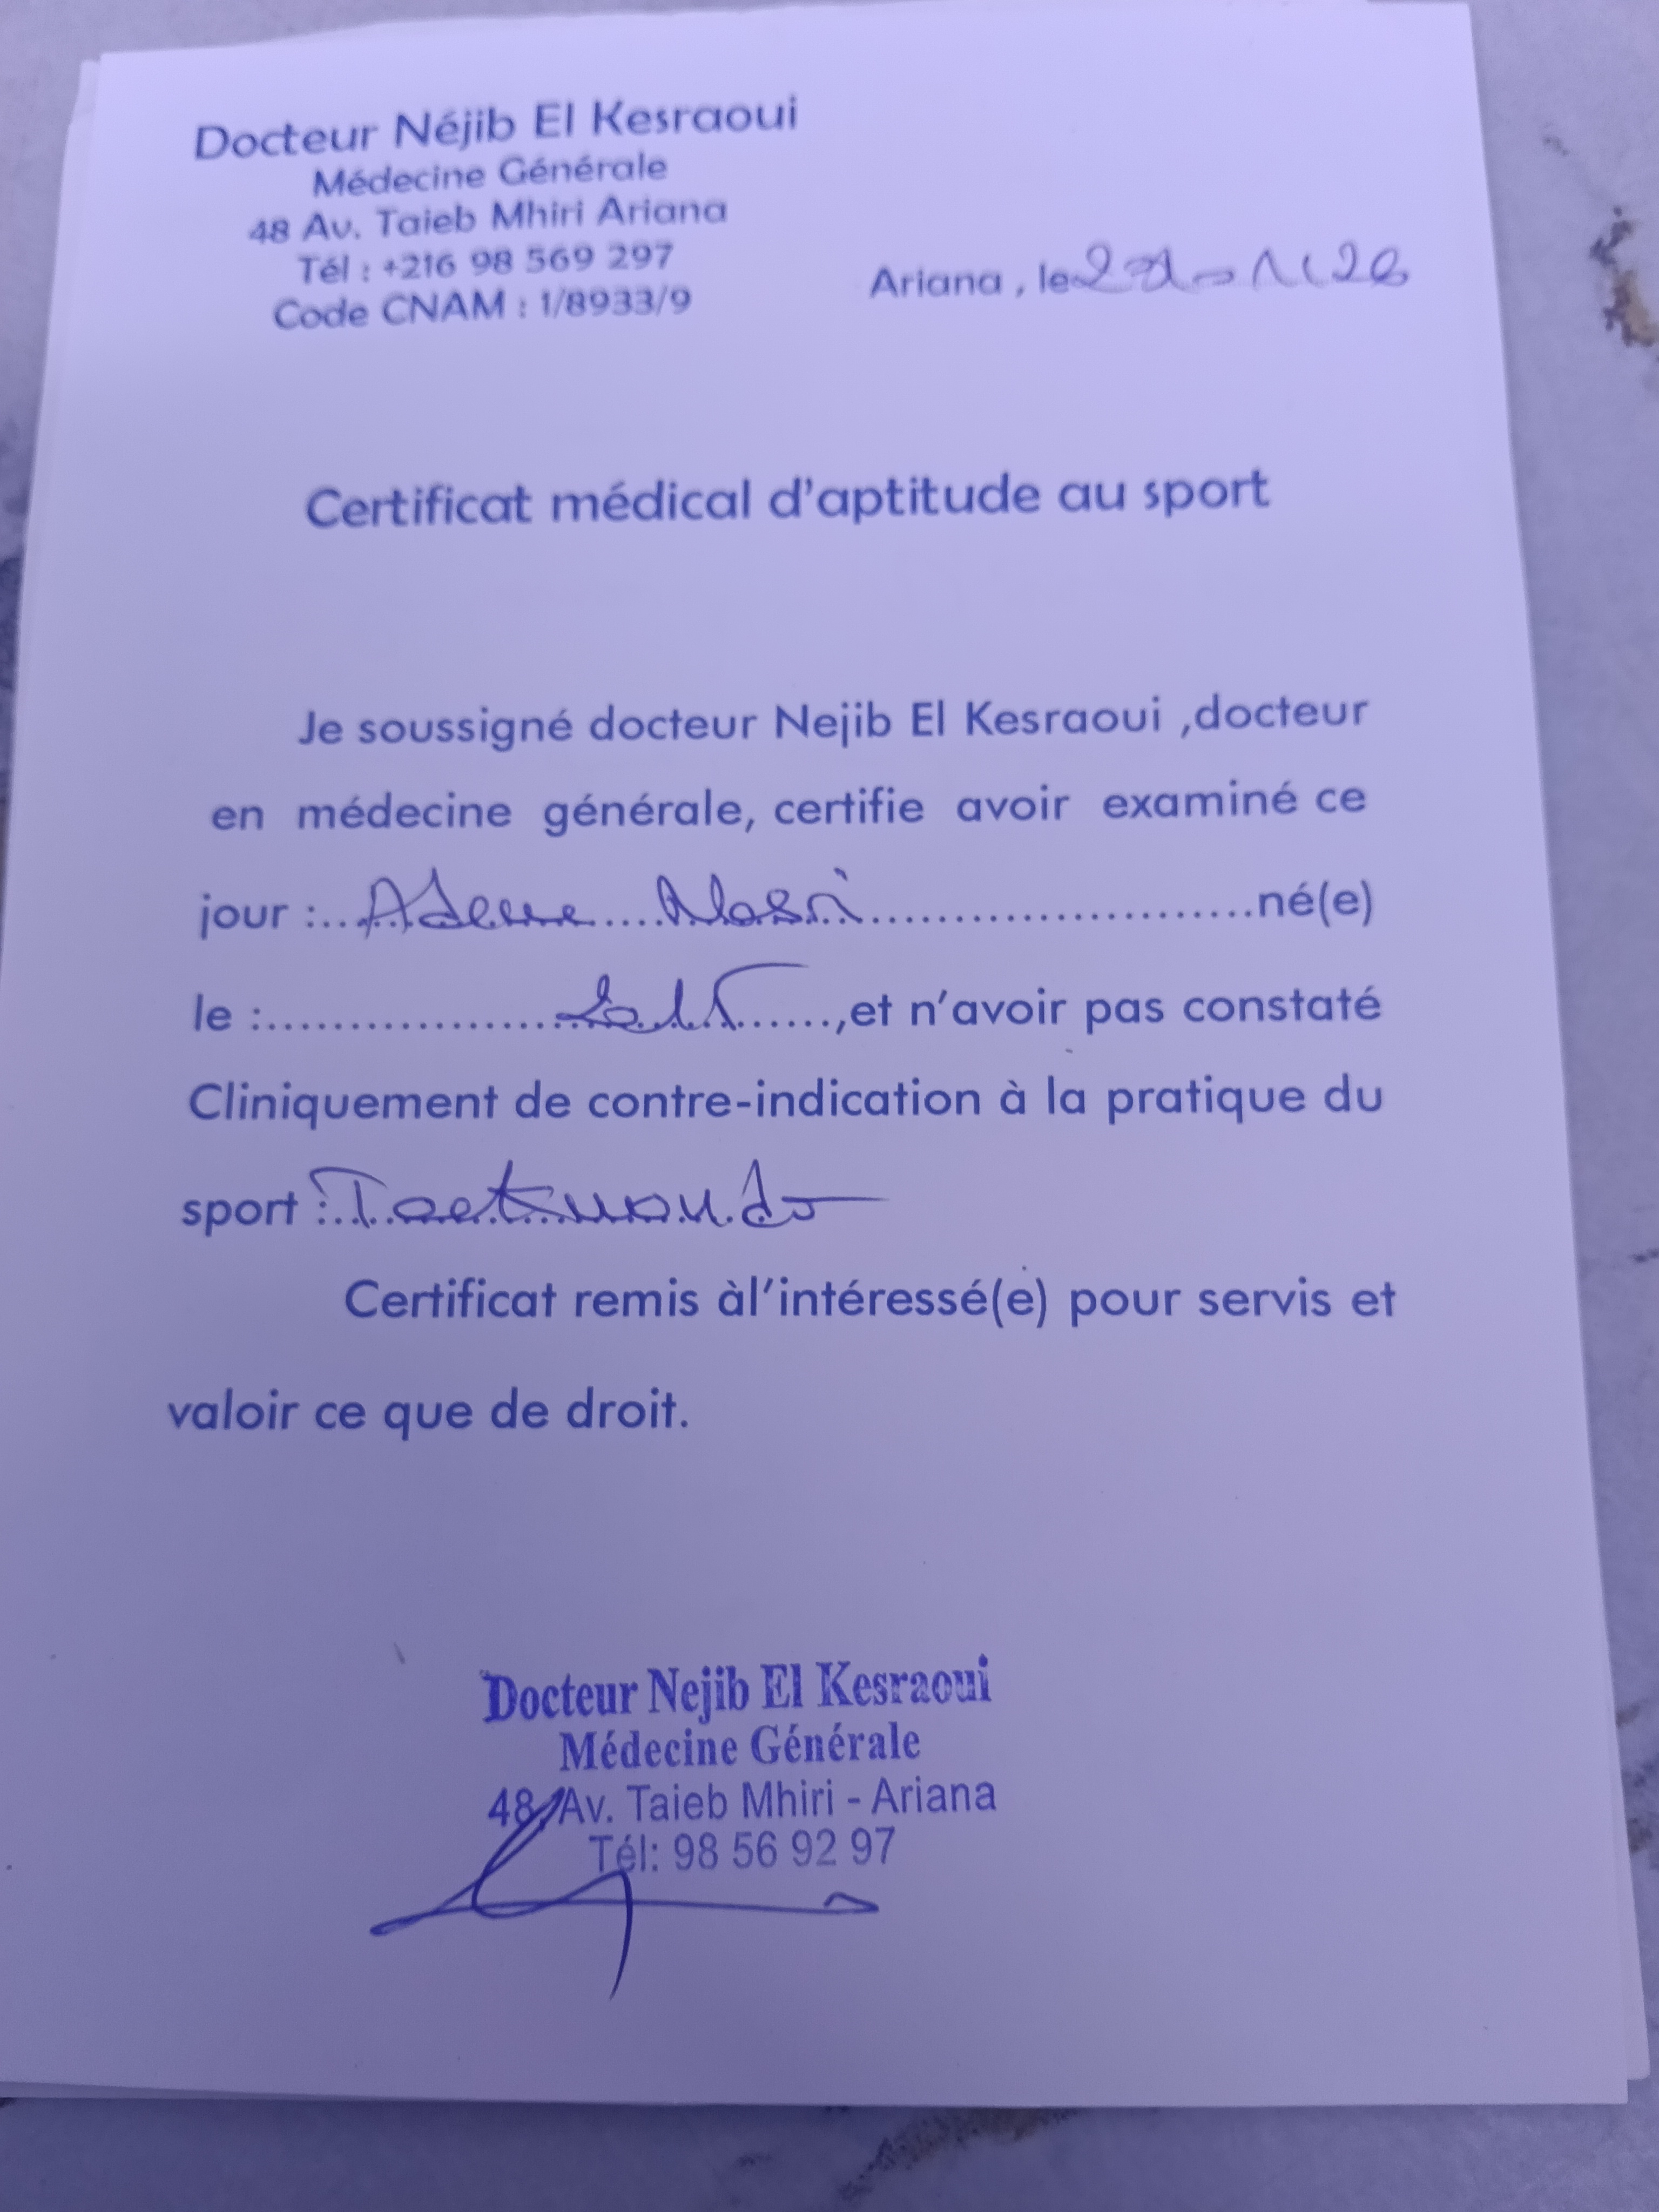 Docteur Néjib El Kesraoui
Médecine Générale
48 Av. Taieb Mhiri Ariana
Tél : +216 98 569 297
Code CNAM : 1/8933/9
Ariana , le
Certificat médical d'aptitude au sport
Je soussigné docteur Nejib El Kesraoui ,docteur
en médecine générale, certifie avoir examiné ce
jour :... Nasri ...né(e)
le :... ...,et n'avoir pas constaté
Cliniquement de contre-indication à la pratique du
sport :
Certificat remis àl'intéressé(e) pour servis et
valoir ce que de droit.
Docteur Nejib El Kesraoui
Médecine Générale
48, Av. Taieb Mhiri - Ariana
Tél: 98 56 92 97